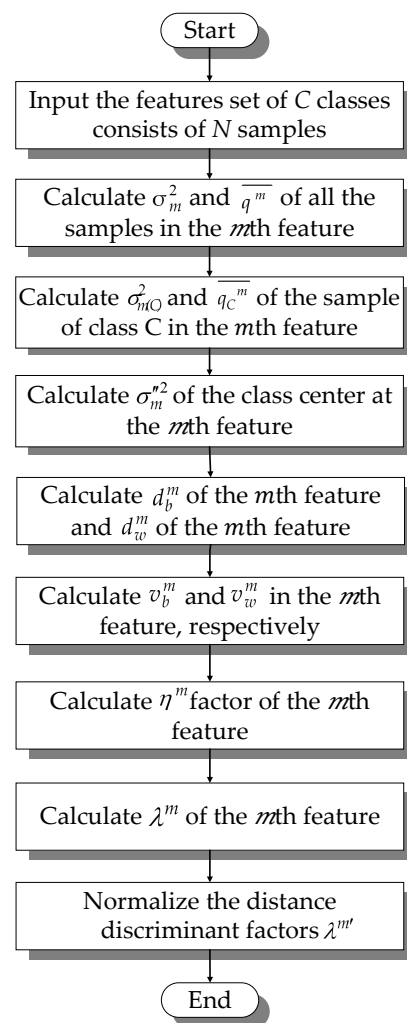 Start
Input the features set of C classes
consists of N samples
Calculate σ²ₘ and q̅ᵐ of all the
samples in the mth feature
Calculate σ²ₘ(C) and q̅_Cᵐ of the sample
of class C in the mth feature
Calculate σₘ″² of the class center at
the mth feature
Calculate d_bᵐ of the mth feature
and d_wᵐ of the mth feature
Calculate v_bᵐ and v_wᵐ in the mth
feature, respectively
Calculate ηᵐ factor of the mth
feature
Calculate λᵐ of the mth feature
Normalize the distance
discriminant factors λᵐ′
End